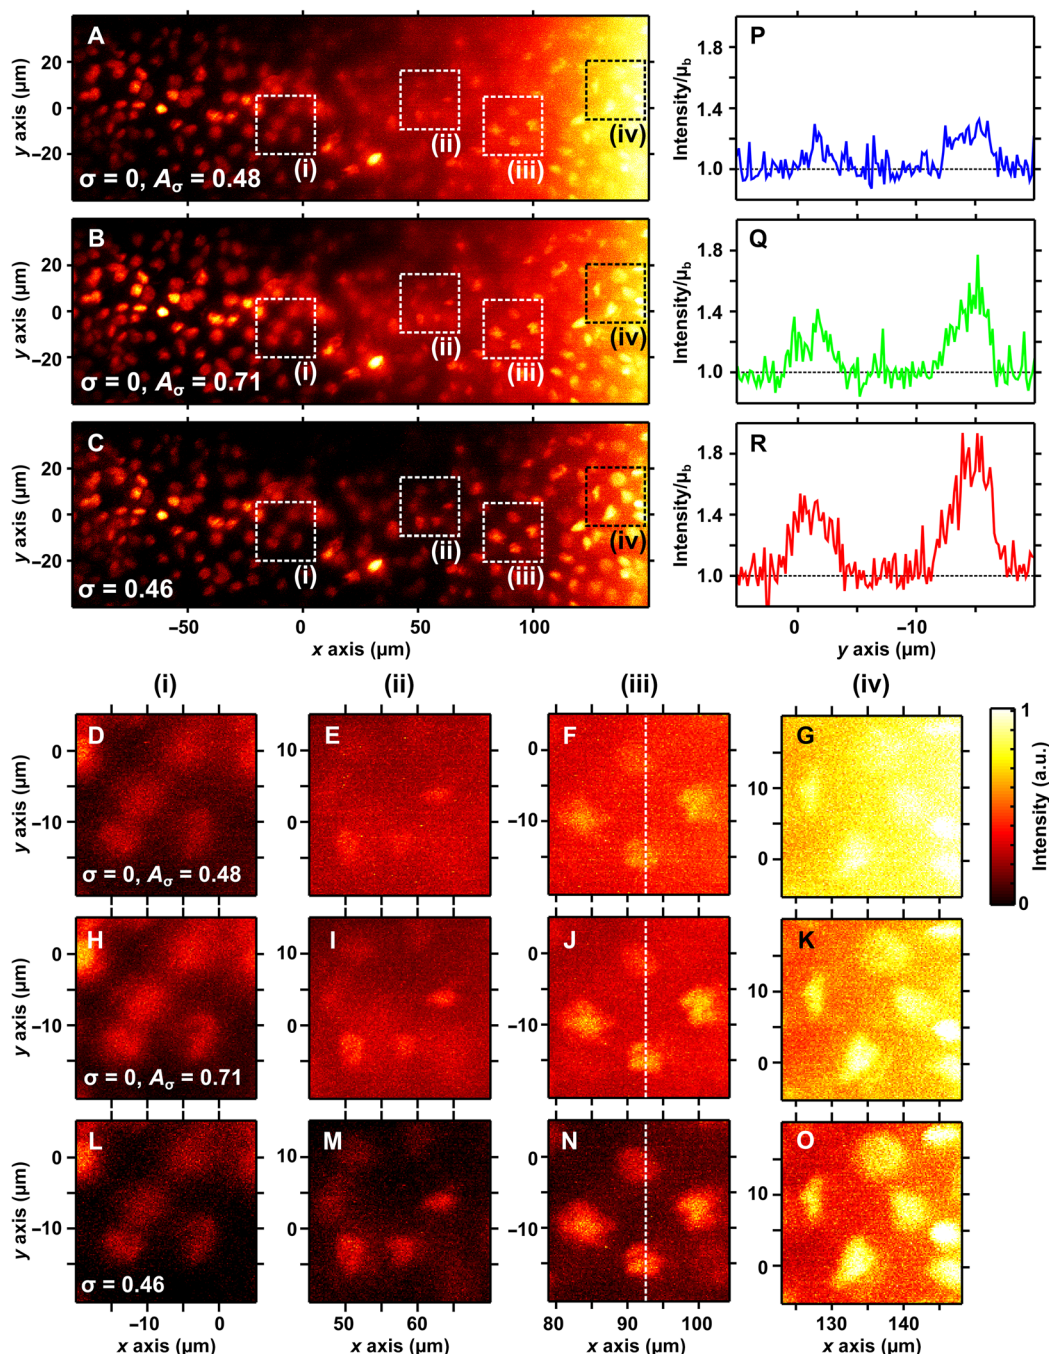 A
20
0
−20
y axis (µm)
(i)
(ii)
(iii)
(iv)
σ = 0, Aσ = 0.48
P
1.8
1.4
1.0
Intensity/µb
B
20
0
−20
y axis (µm)
(i)
(ii)
(iii)
(iv)
σ = 0, Aσ = 0.71
Q
1.8
1.4
1.0
Intensity/µb
C
20
0
−20
y axis (µm)
(i)
(ii)
(iii)
(iv)
σ = 0.46
−50 0 50 100
x axis (µm)
R
1.8
1.4
1.0
Intensity/µb
0 −10
y axis (µm)
(i) (ii) (iii) (iv)
D
0
−10
y axis (µm)
σ = 0, Aσ = 0.48
E
10
0
F
0
−10
G
10
0
1
0
Intensity (a.u.)
H
0
−10
y axis (µm)
σ = 0, Aσ = 0.71
I
10
0
J
0
−10
K
10
0
L
0
−10
y axis (µm)
σ = 0.46
−10 0
x axis (µm)
M
10
0
50 60
x axis (µm)
N
0
−10
80 90 100
x axis (µm)
O
10
0
130 140
x axis (µm)